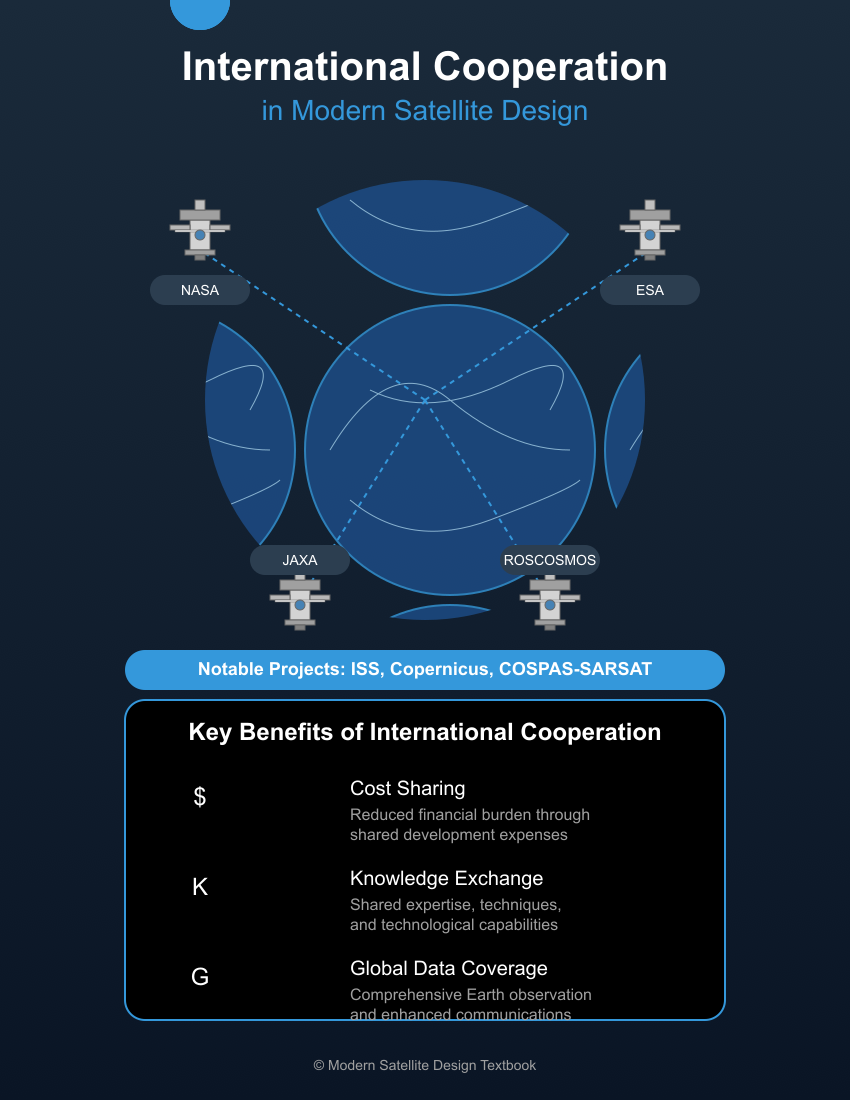 International Cooperation
in Modern Satellite Design
NASA
ESA
JAXA
ROSCOSMOS
Notable Projects: ISS, Copernicus, COSPAS-SARSAT
Key Benefits of International Cooperation
$
Cost Sharing
Reduced financial burden through
shared development expenses
K
Knowledge Exchange
Shared expertise, techniques,
and technological capabilities
G
Global Data Coverage
Comprehensive Earth observation
and enhanced communications
© Modern Satellite Design Textbook